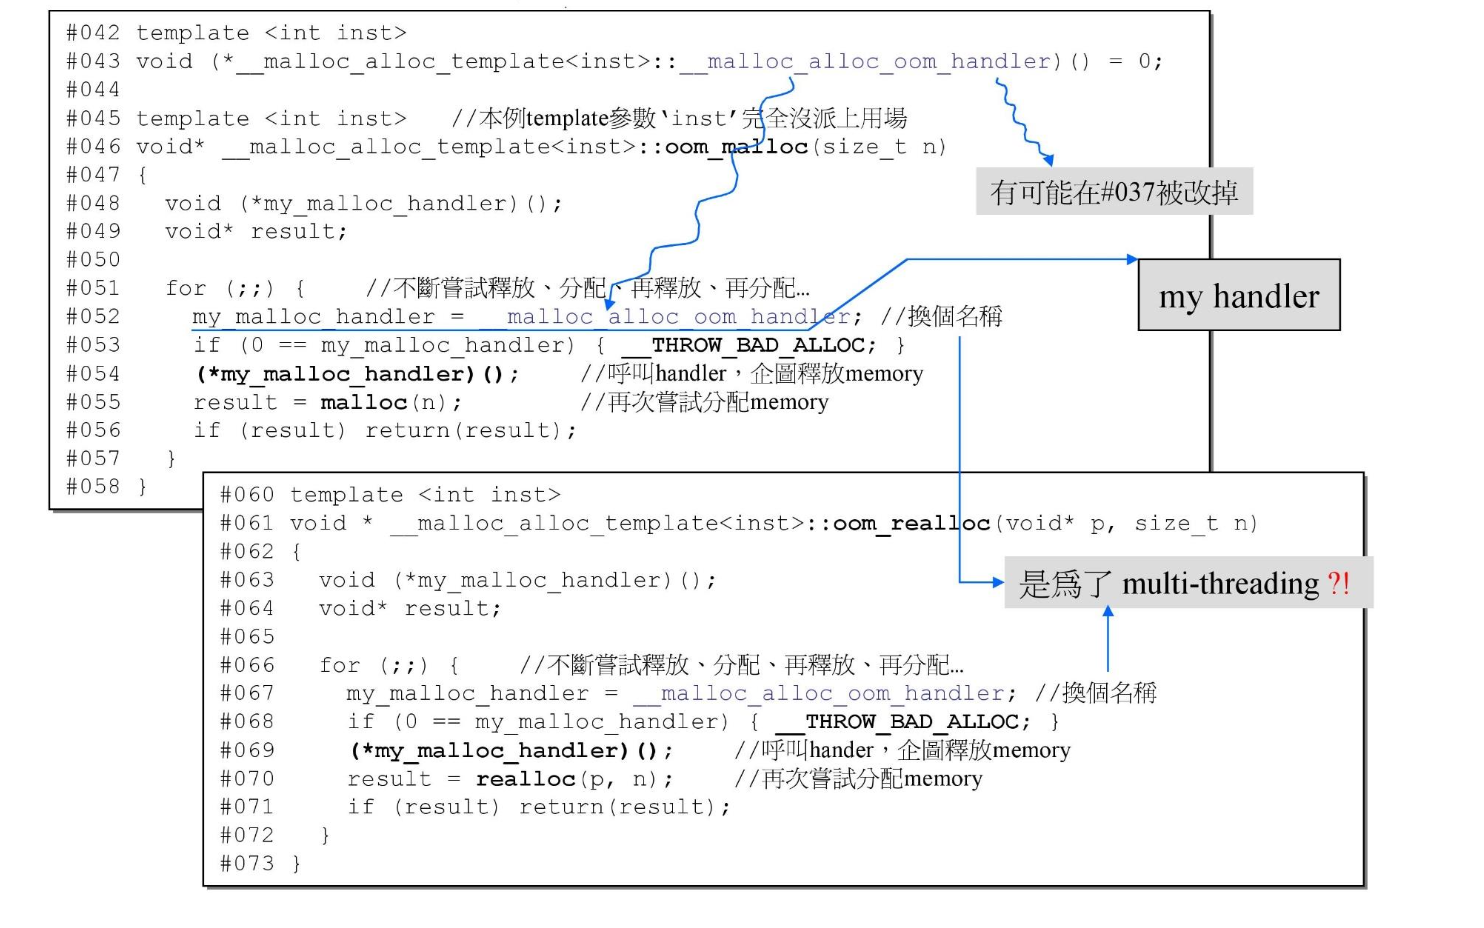 #042 template <int inst>
#043 void (*__malloc_alloc_template<inst>::__malloc_alloc_oom_handler)() = 0;
#044
#045 template <int inst>   //本例template參數‵inst′完全沒派上用場
#046 void* __malloc_alloc_template<inst>::oom_malloc(size_t n)
#047 {
有可能在#037被改掉
#048   void (*my_malloc_handler)();
#049   void* result;
#050
#051   for (;;) {    //不斷嘗試釋放、分配、再釋放、再分配…
my handler
#052     my_malloc_handler = __malloc_alloc_oom_handler; //換個名稱
#053     if (0 == my_malloc_handler) { __THROW_BAD_ALLOC; }
#054     (*my_malloc_handler)();    //呼叫handler，企圖釋放memory
#055     result = malloc(n);        //再次嘗試分配memory
#056     if (result) return(result);
#057   }
#058 }
#060 template <int inst>
#061 void * __malloc_alloc_template<inst>::oom_realloc(void* p, size_t n)
#062 {
#063   void (*my_malloc_handler)();
是爲了 multi-threading ?!
#064   void* result;
#065
#066   for (;;) {    //不斷嘗試釋放、分配、再釋放、再分配…
#067     my_malloc_handler = __malloc_alloc_oom_handler; //換個名稱
#068     if (0 == my_malloc_handler) { __THROW_BAD_ALLOC; }
#069     (*my_malloc_handler)();    //呼叫hander，企圖釋放memory
#070     result = realloc(p, n);    //再次嘗試分配memory
#071     if (result) return(result);
#072   }
#073 }